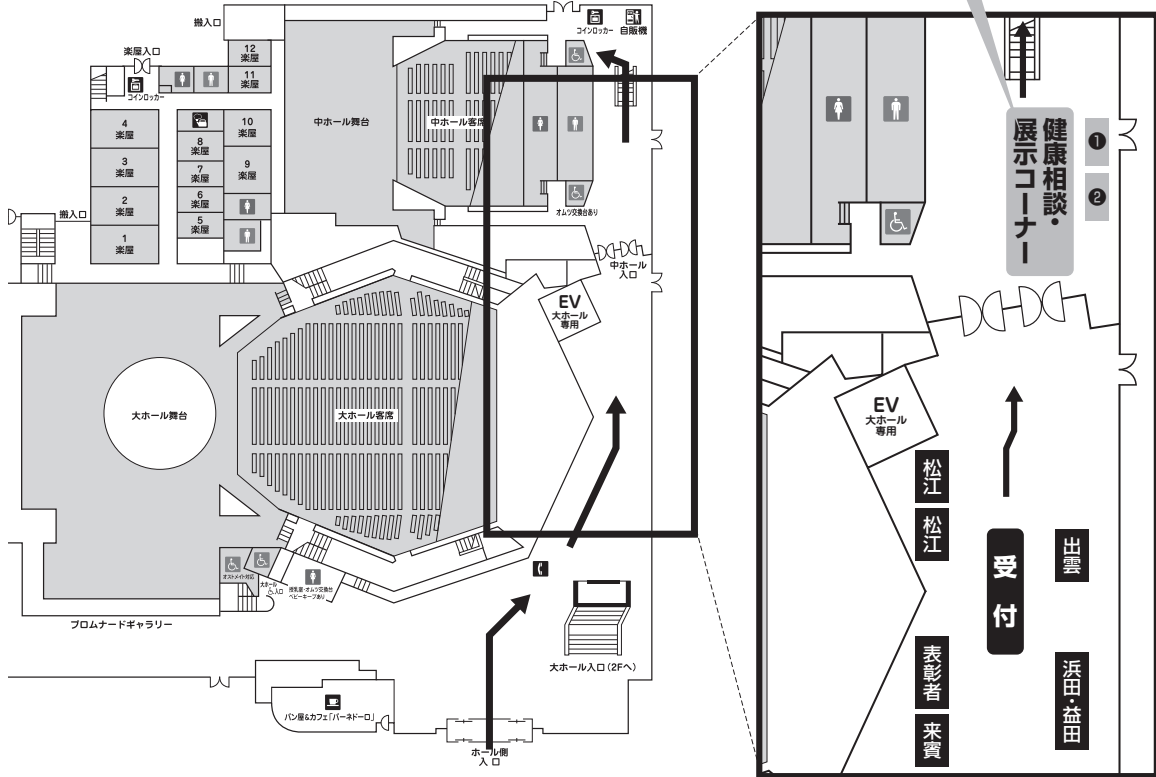 搬入口
コインロッカー
自販機
楽屋入口
12
楽屋
11
楽屋
コインロッカー
4
楽屋
3
楽屋
2
楽屋
1
楽屋
搬入口
10
楽屋
8
楽屋
7
楽屋
9
楽屋
6
楽屋
5
楽屋
中ホール舞台
中ホール客席
オムツ交換台あり
中ホール
入口
EV
大ホール
専用
大ホール舞台
大ホール客席
オストメイト対応
大ホール
入口
授乳室・オムツ交換台
ベビーキープあり
プロムナードギャラリー
大ホール入口(2Fへ)
パン屋&カフェ「パーネドーロ」
ホール側
入口
健康相談・
展示コーナー
❶
❷
EV
大ホール
専用
松江
松江
受付
出雲
表彰者
来賓
浜田・益田